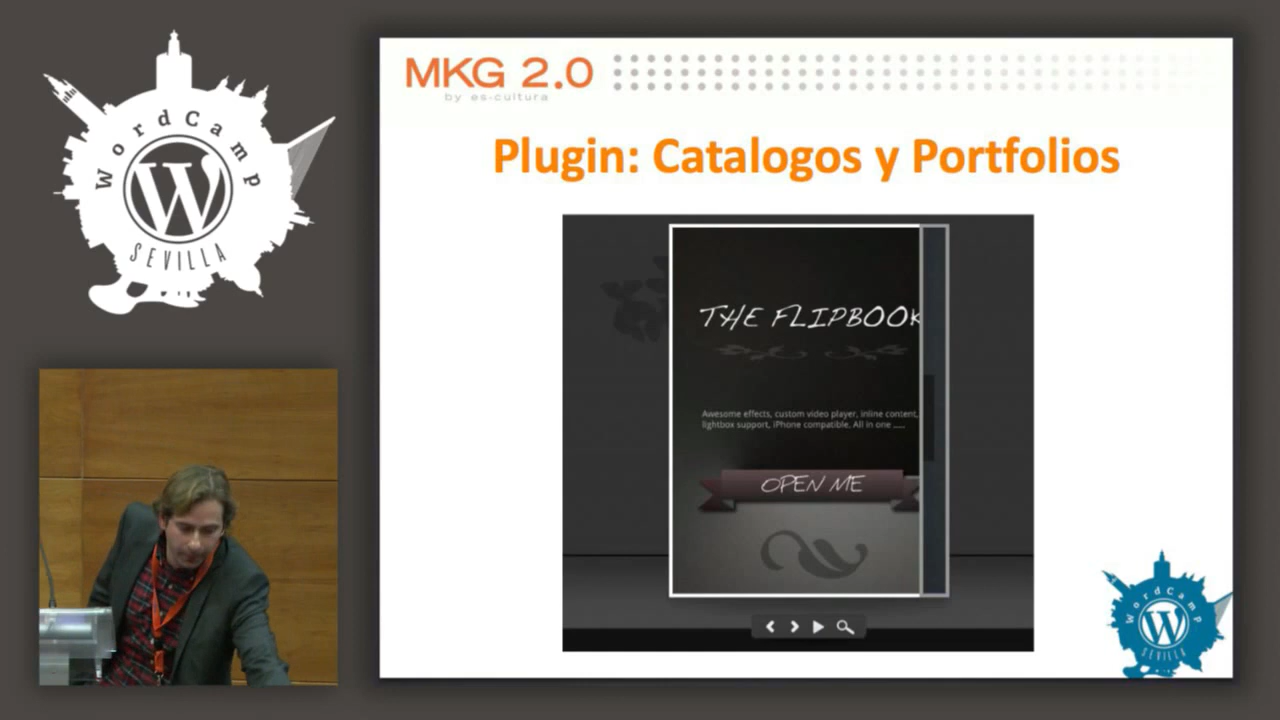 WordCamp
SEVILLA
MKG 2.0
by es-cultura
Plugin: Catalogos y Portfolios
THE FLIPBOOK
Awesome effects, custom video player, inline content,
lightbox support, iPhone compatible. All in one .....
OPEN ME
WordCamp
SEVILLA